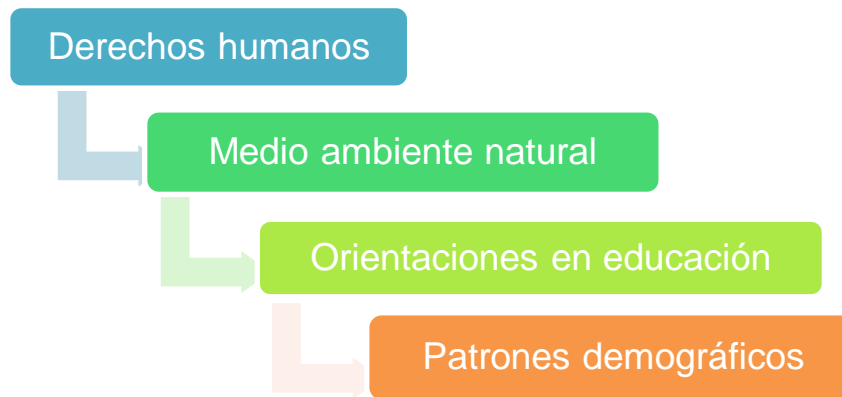 Derechos humanos
Medio ambiente natural
Orientaciones en educación
Patrones demográficos